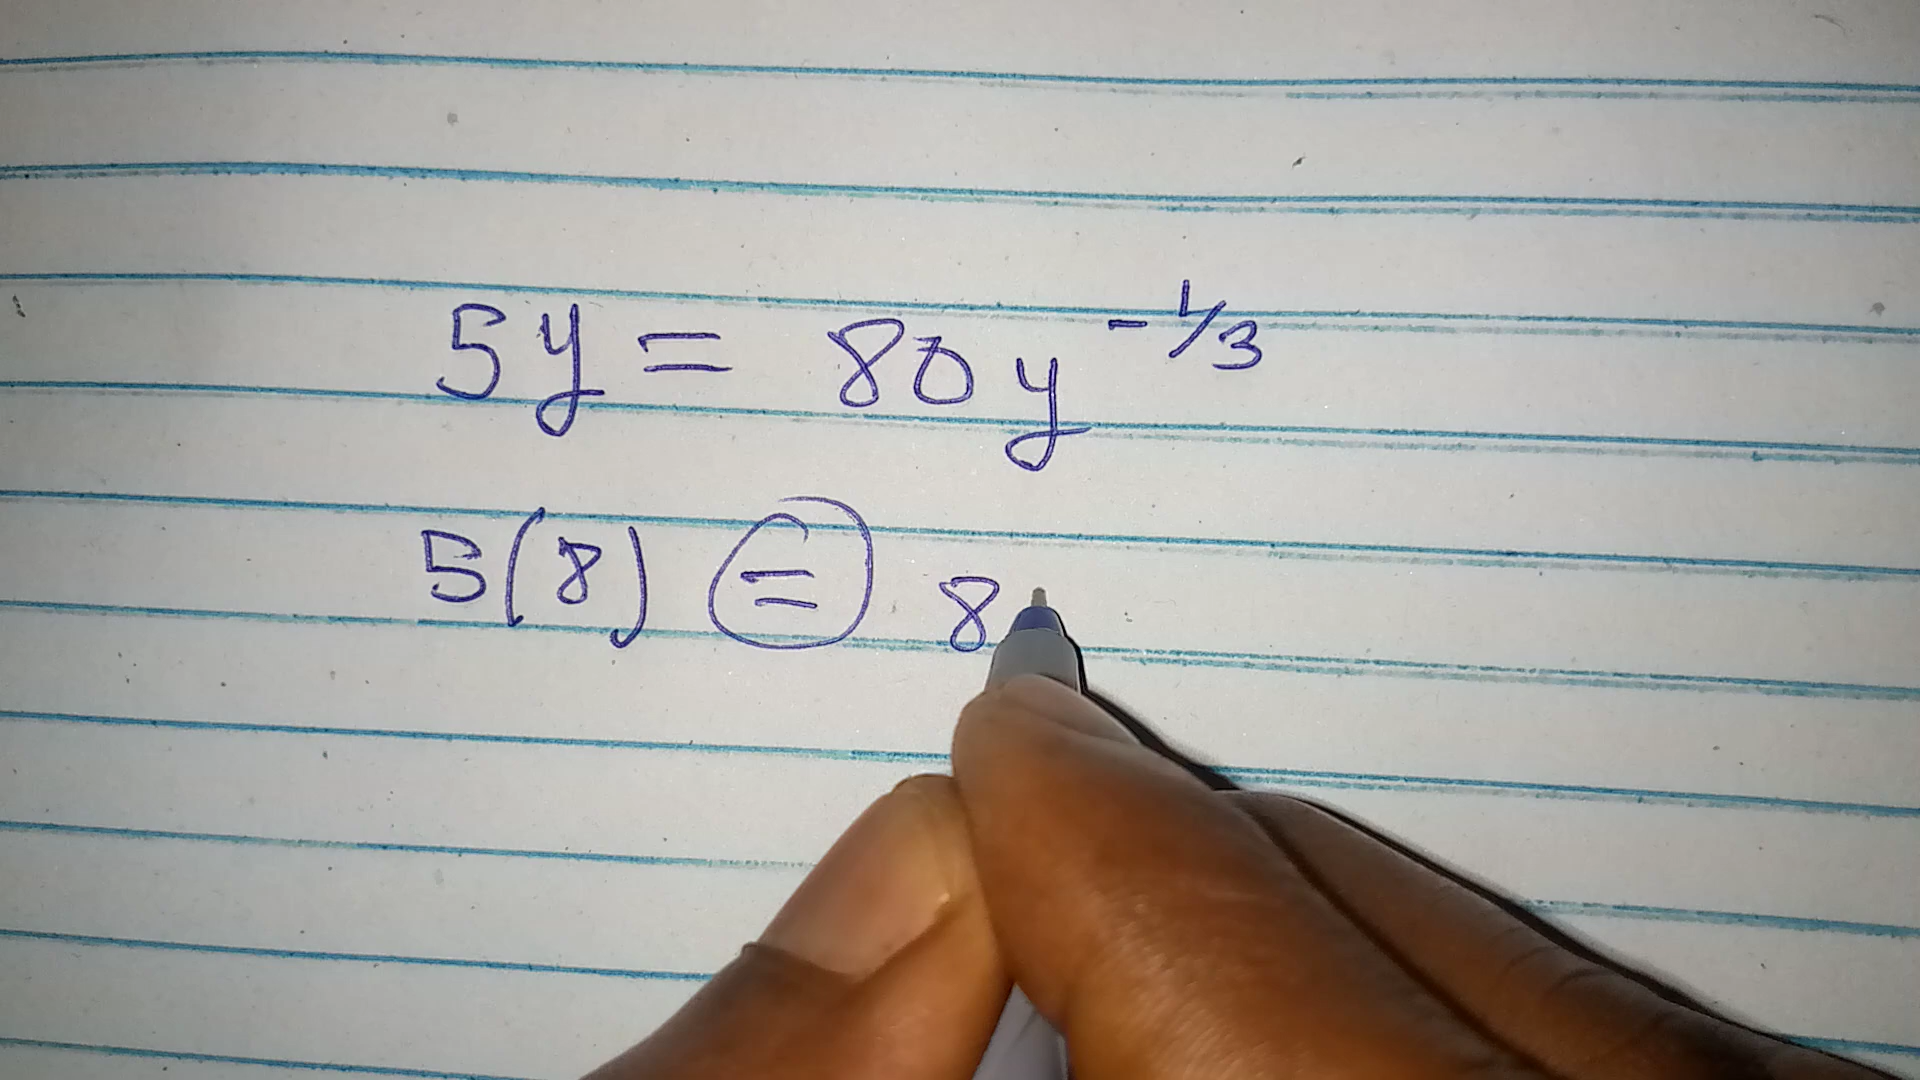 5y = 80y^{-1/3}
5(8) = 8